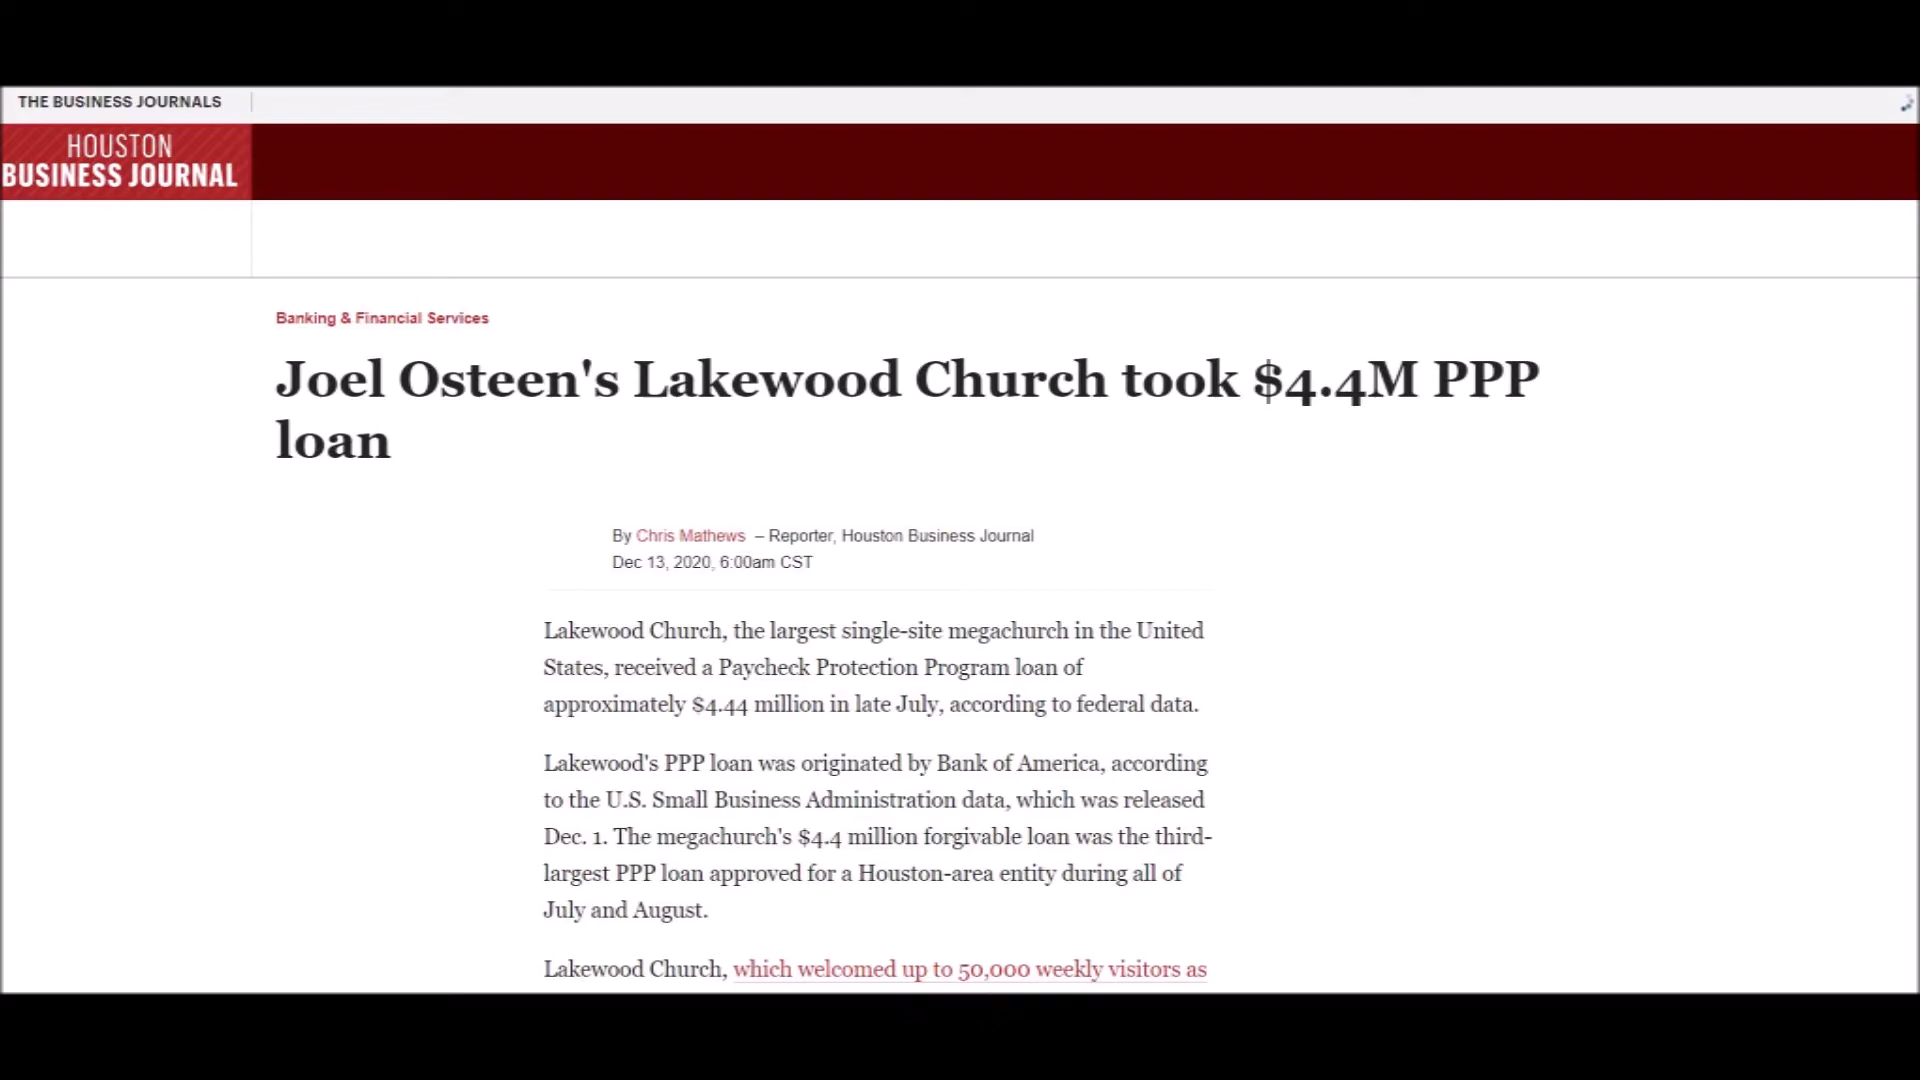 THE BUSINESS JOURNALS
HOUSTON
BUSINESS JOURNAL
Banking & Financial Services
Joel Osteen's Lakewood Church took $4.4M PPP
loan
By Chris Mathews – Reporter, Houston Business Journal
Dec 13, 2020, 6:00am CST
Lakewood Church, the largest single-site megachurch in the United
States, received a Paycheck Protection Program loan of
approximately $4.44 million in late July, according to federal data.
Lakewood's PPP loan was originated by Bank of America, according
to the U.S. Small Business Administration data, which was released
Dec. 1. The megachurch's $4.4 million forgivable loan was the third-
largest PPP loan approved for a Houston-area entity during all of
July and August.
Lakewood Church, which welcomed up to 50,000 weekly visitors as